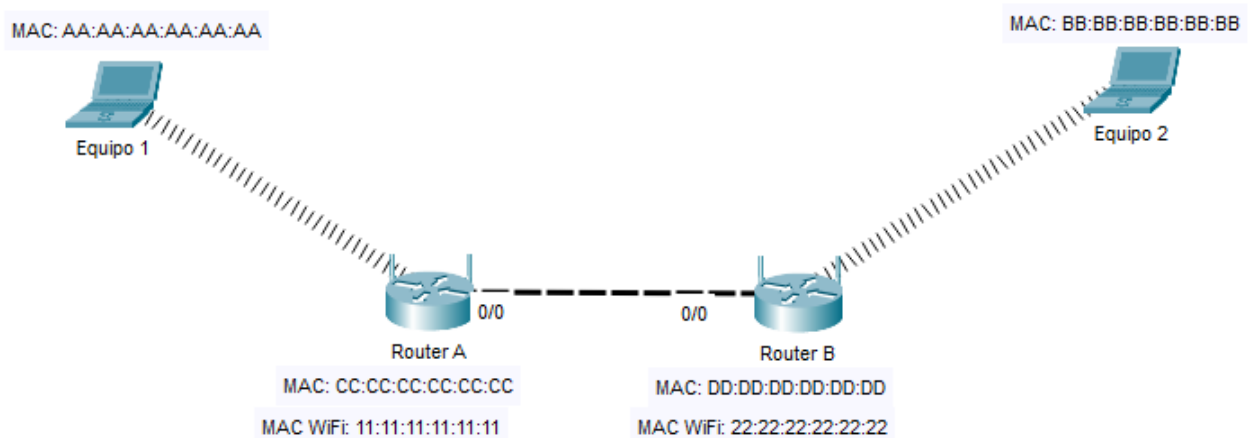 MAC: AA:AA:AA:AA:AA:AA
MAC: BB:BB:BB:BB:BB:BB
Equipo 1
Equipo 2
0/0
0/0
Router A
Router B
MAC: CC:CC:CC:CC:CC:CC
MAC: DD:DD:DD:DD:DD:DD
MAC WiFi: 11:11:11:11:11:11
MAC WiFi: 22:22:22:22:22:22